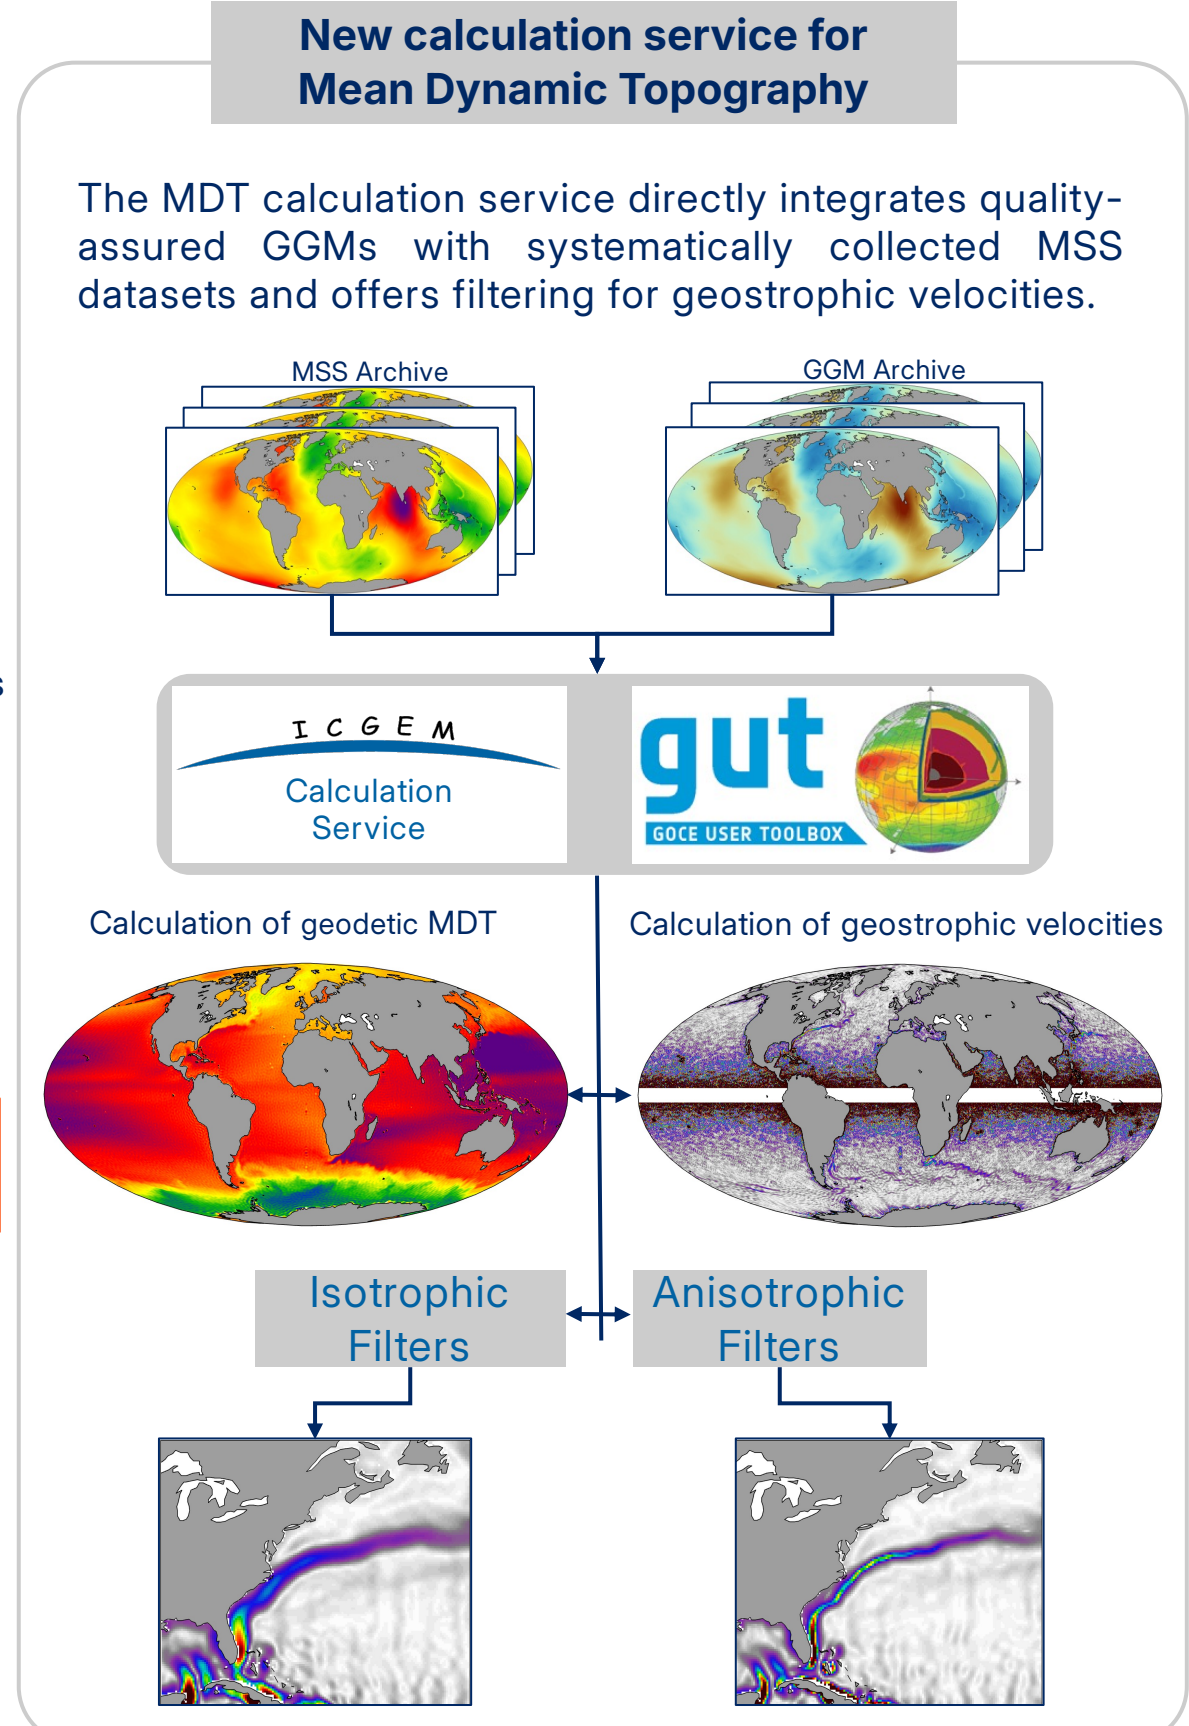 New calculation service for
Mean Dynamic Topography
The MDT calculation service directly integrates quality-
assured GGMs with systematically collected MSS
datasets and offers filtering for geostrophic velocities.
MSS Archive
GGM Archive
ICGEM
Calculation
Service
gut
GOCE USER TOOLBOX
Calculation of geodetic MDT
Calculation of geostrophic velocities
Isotrophic
Filters
Anisotrophic
Filters